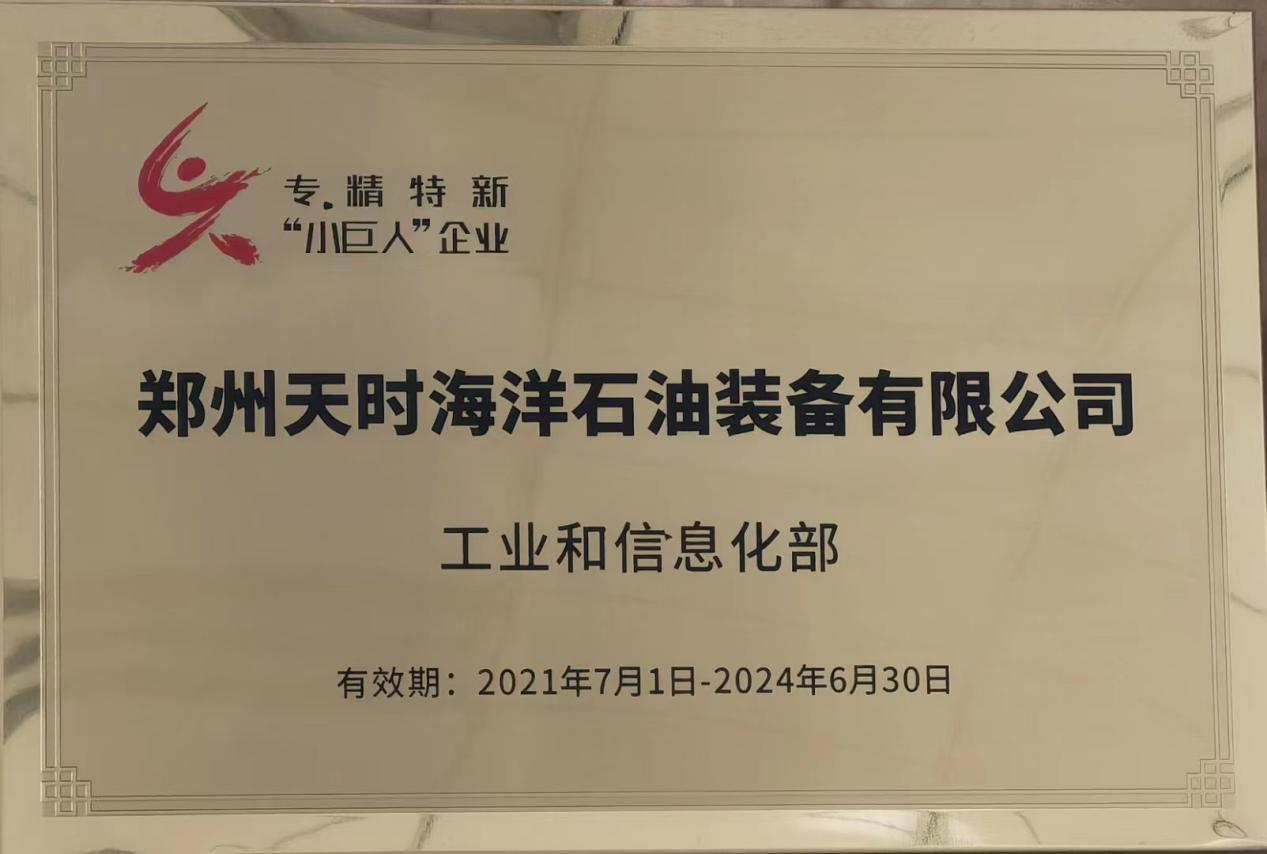 专精特新
“小巨人”企业
郑州天时海洋石油装备有限公司
工业和信息化部
有效期：2021年7月1日-2024年6月30日